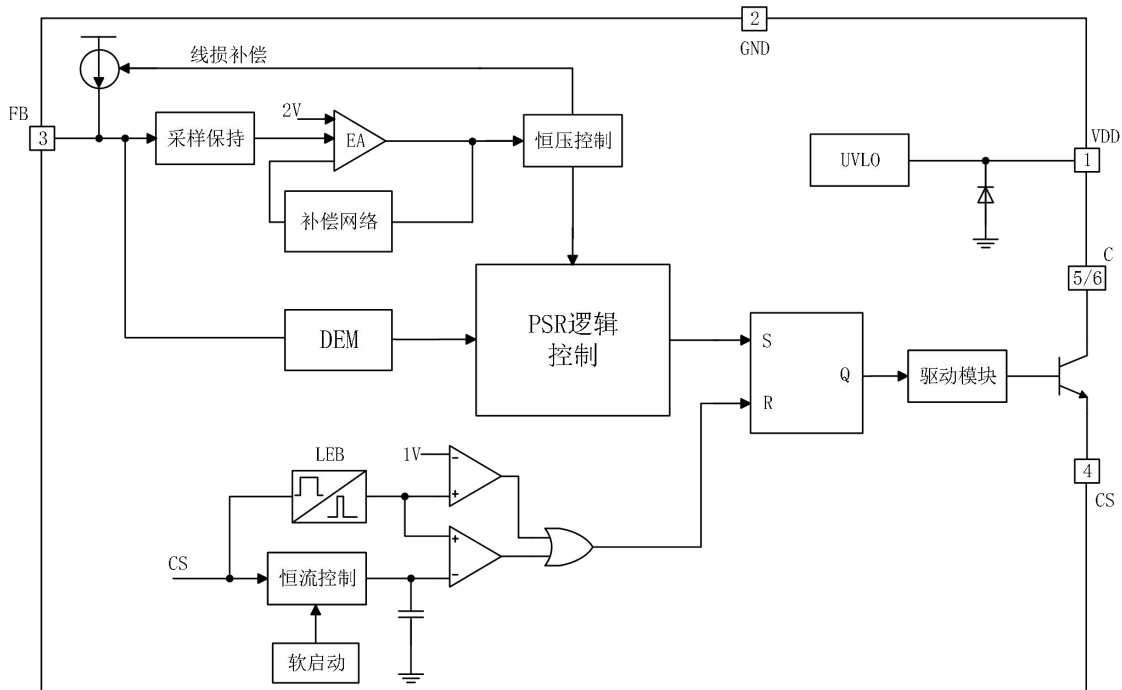 2
GND
线损补偿
FB
3
采样保持
2V
EA
恒压控制
UVLO
VDD
1
补偿网络
C
5/6
DEM
PSR逻辑
控制
S
R
Q
驱动模块
LEB
1V
-
+
4
CS
CS
恒流控制
+
-
软启动